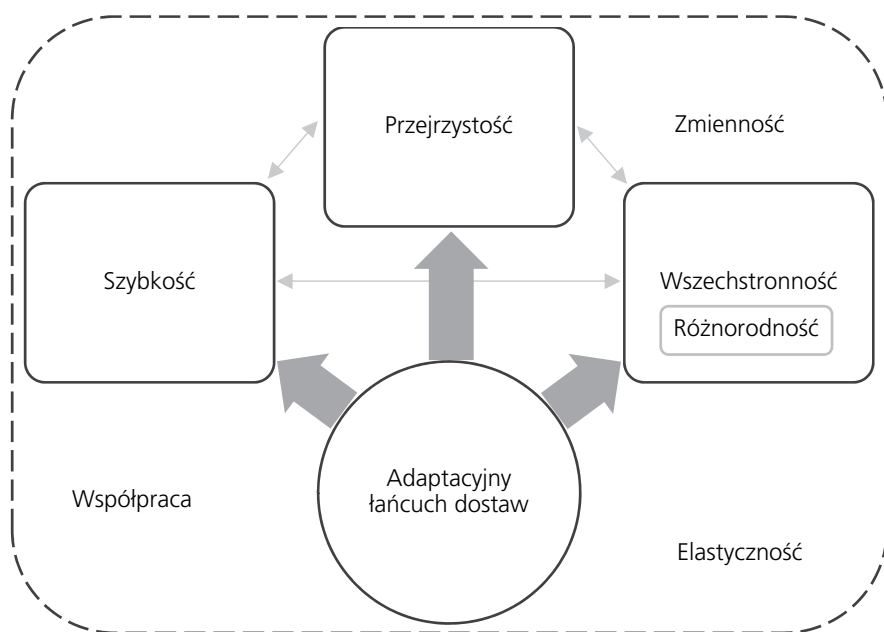 Przejrzystość
Zmienność
Szybkość
Wszechstronność
Różnorodność
Adaptacyjny
łańcuch dostaw
Współpraca
Elastyczność